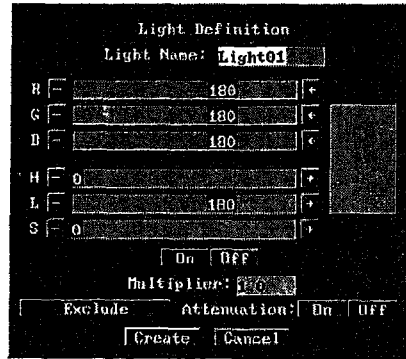 Light Definition
Light Name: Light01
R - 180
G - 180
B - 180
H - 0
L - 180
S - 0
On Off
Multiplier:
Exclude Attenuation: On Off
Create Cancel